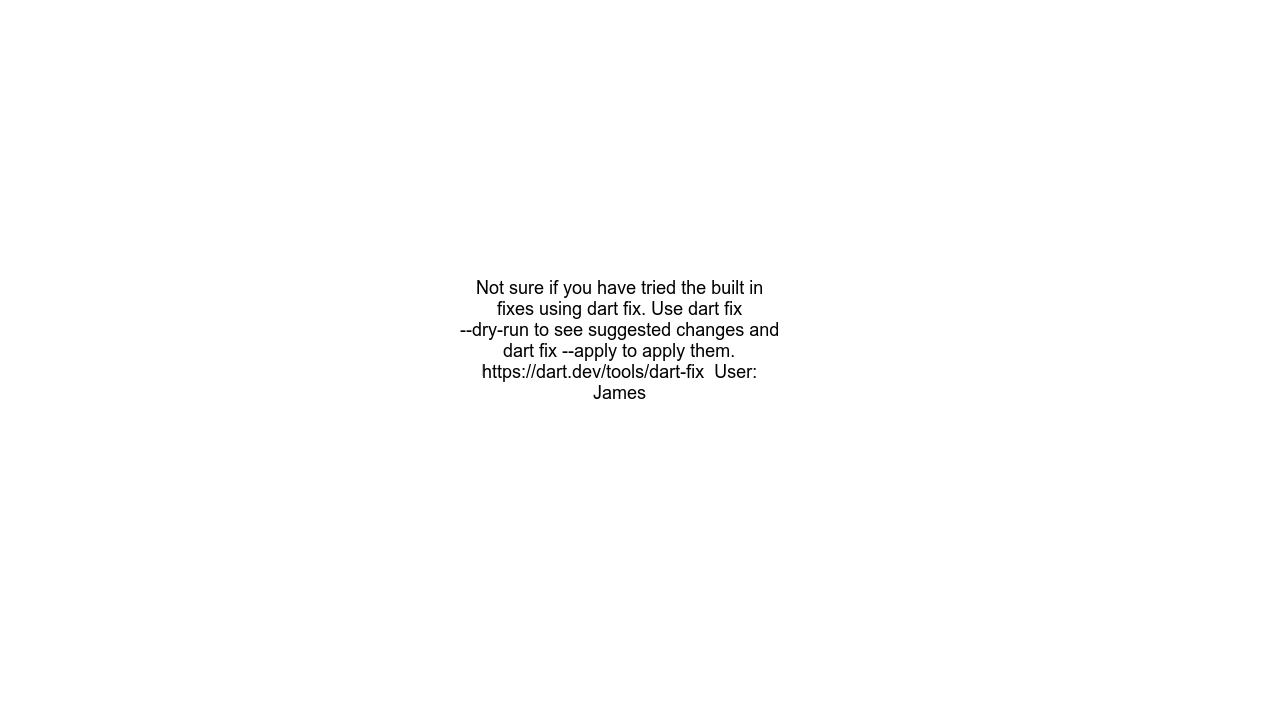 Not sure if you have tried the built in
fixes using dart fix. Use dart fix
--dry-run to see suggested changes and
dart fix --apply to apply them.
https://dart.dev/tools/dart-fix  User:
James